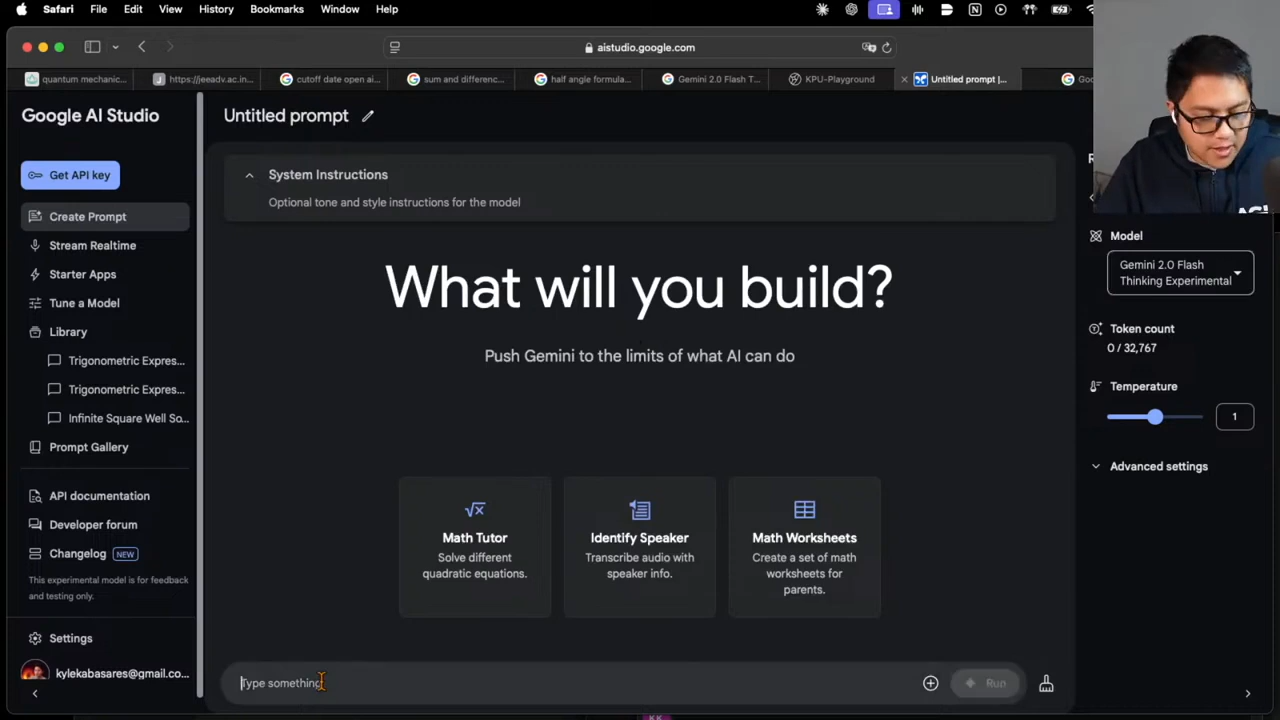 Safari File Edit View History Bookmarks Window Help
aistudio.google.com
quantum mechanic... https://jeeadv.ac.in... cutoff date open ai... sum and differenc... half angle formula... Gemini 2.0 Flash T... KPU-Playground Untitled prompt |...
Google AI Studio
Untitled prompt
Get API key
System Instructions
Optional tone and style instructions for the model
Create Prompt
Stream Realtime
Starter Apps
Tune a Model
Library
Trigonometric Expres...
Trigonometric Expres...
Infinite Square Well So...
Prompt Gallery
API documentation
Developer forum
Changelog NEW
This experimental model is for feedback
and testing only.
Settings
kylekabasares@gmail.co...
What will you build?
Push Gemini to the limits of what AI can do
Math Tutor
Solve different
quadratic equations.
Identify Speaker
Transcribe audio with
speaker info.
Math Worksheets
Create a set of math
worksheets for
parents.
Type something
Run
Model
Gemini 2.0 Flash
Thinking Experimental
Token count
0 / 32,767
Temperature
1
Advanced settings